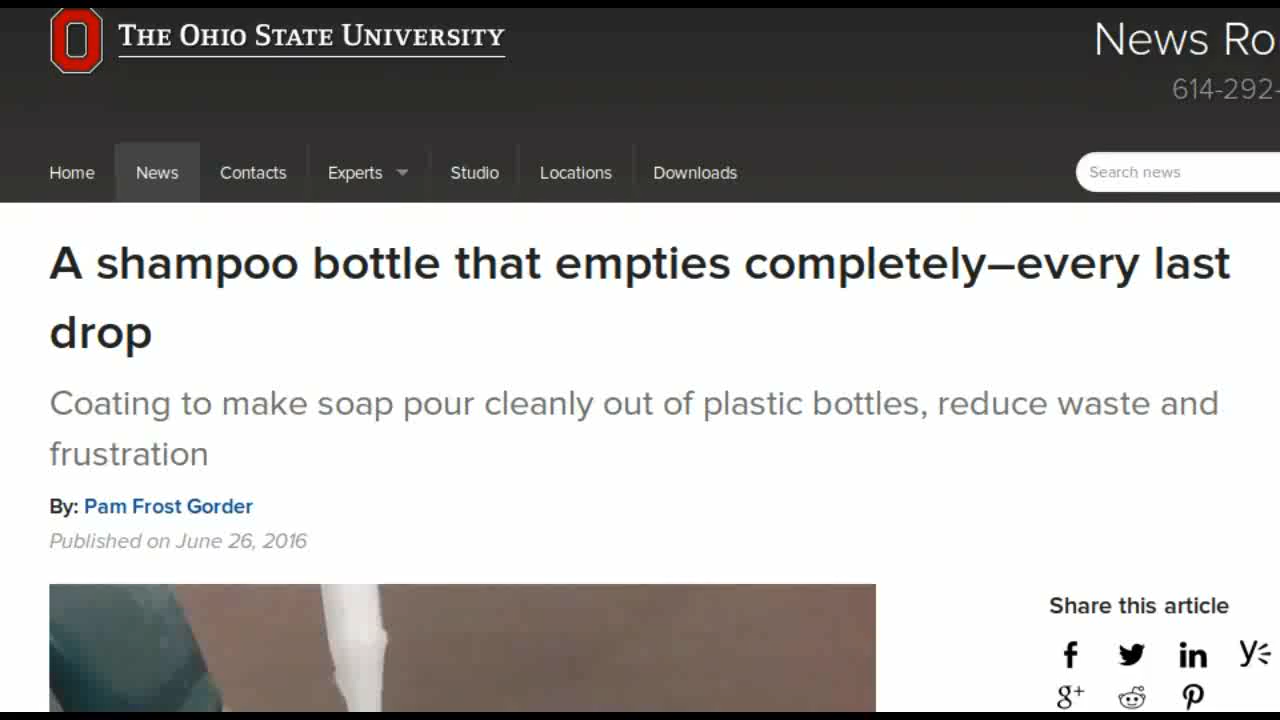 THE OHIO STATE UNIVERSITY
News Ro
614-292-
Home News Contacts Experts Studio Locations Downloads
Search news
A shampoo bottle that empties completely–every last
drop
Coating to make soap pour cleanly out of plastic bottles, reduce waste and
frustration
By: Pam Frost Gorder
Published on June 26, 2016
Share this article